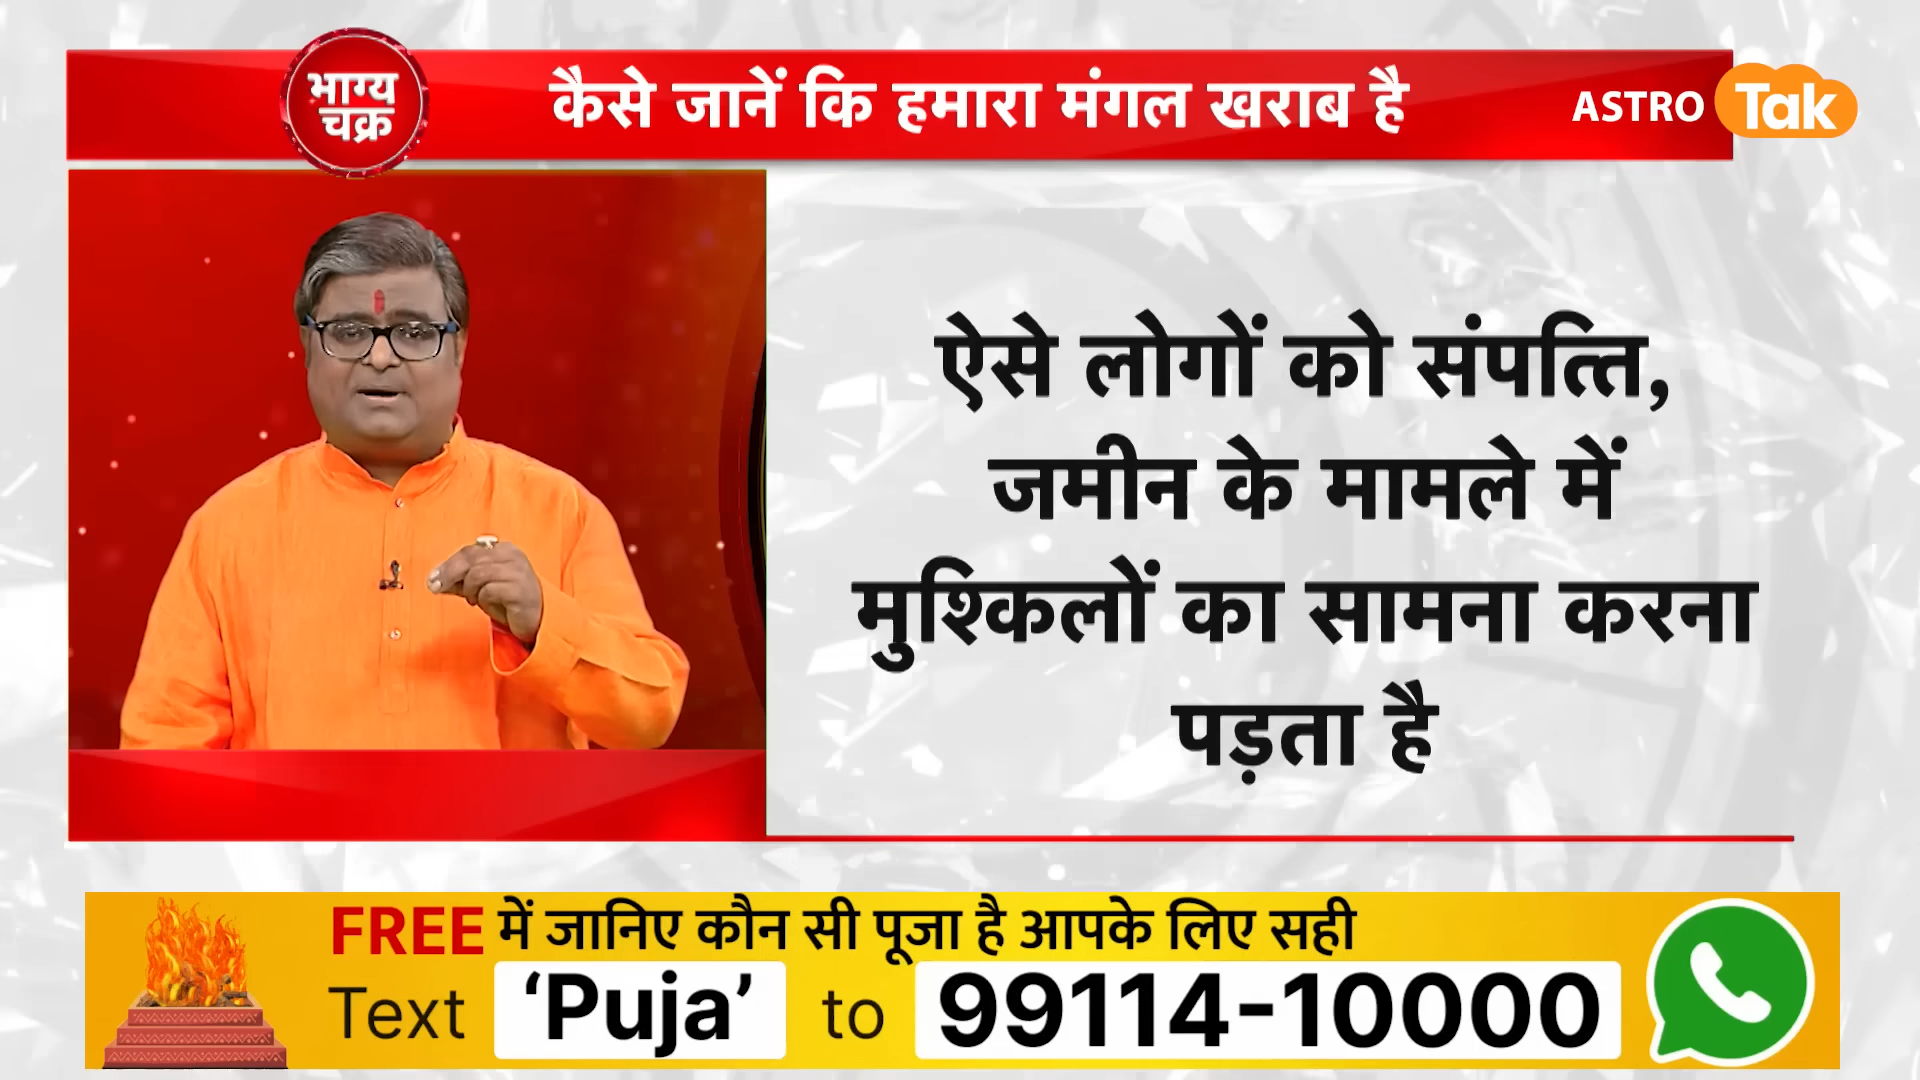 भाग्य
चक्र
कैसे जानें कि हमारा मंगल खराब है
ASTRO Tak
ऐसे लोगों को संपत्ति,
जमीन के मामले में
मुश्किलों का सामना करना
पड़ता है
FREE में जानिए कौन सी पूजा है आपके लिए सही
Text ‘Puja’ to 99114-10000